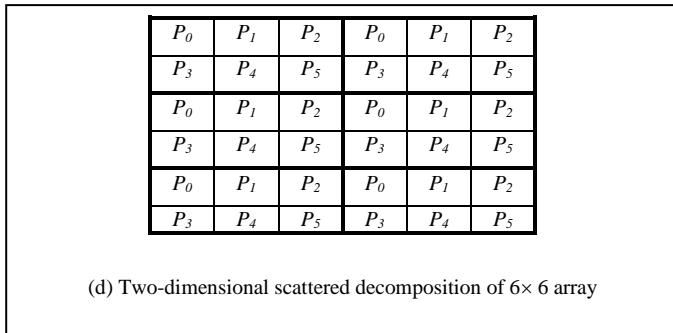 P0 P1 P2 P0 P1 P2
P3 P4 P5 P3 P4 P5
P0 P1 P2 P0 P1 P2
P3 P4 P5 P3 P4 P5
P0 P1 P2 P0 P1 P2
P3 P4 P5 P3 P4 P5
(d) Two-dimensional scattered decomposition of 6× 6 array